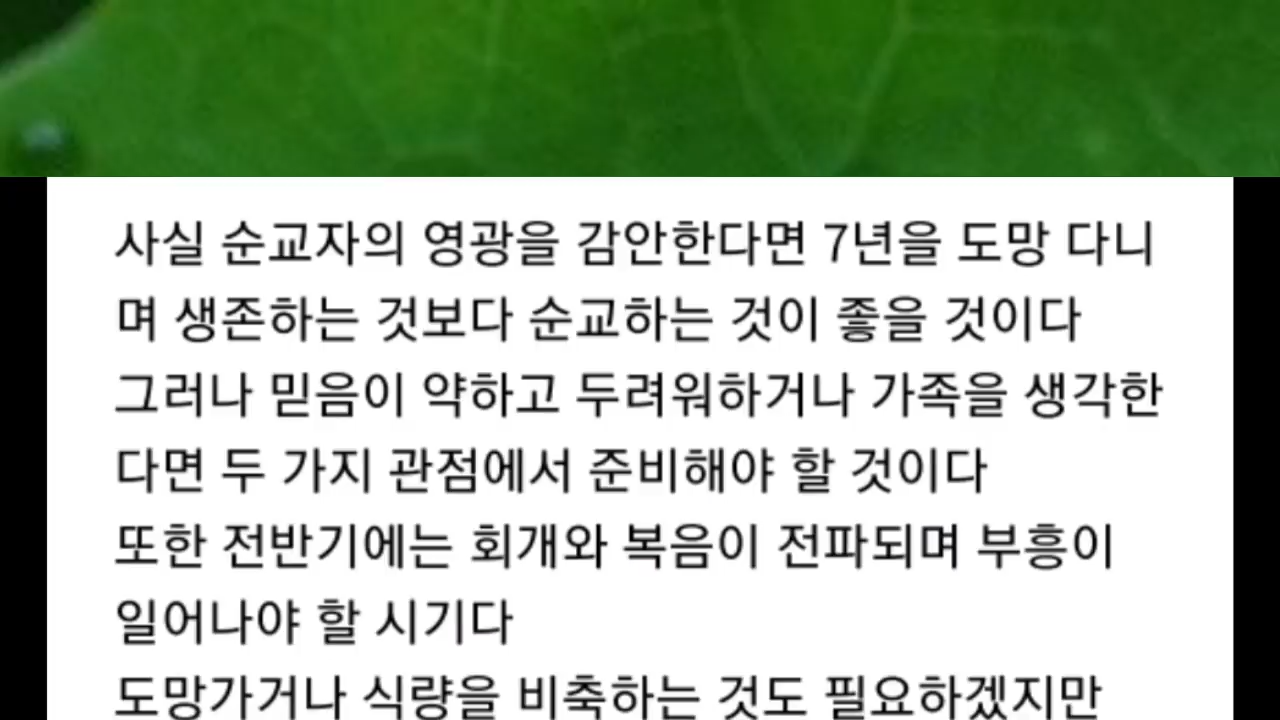 사실 순교자의 영광을 감안한다면 7년을 도망 다니
며 생존하는 것보다 순교하는 것이 좋을 것이다
그러나 믿음이 약하고 두려워하거나 가족을 생각한
다면 두 가지 관점에서 준비해야 할 것이다
또한 전반기에는 회개와 복음이 전파되며 부흥이
일어나야 할 시기다
도망가거나 식량을 비축하는 것도 필요하겠지만